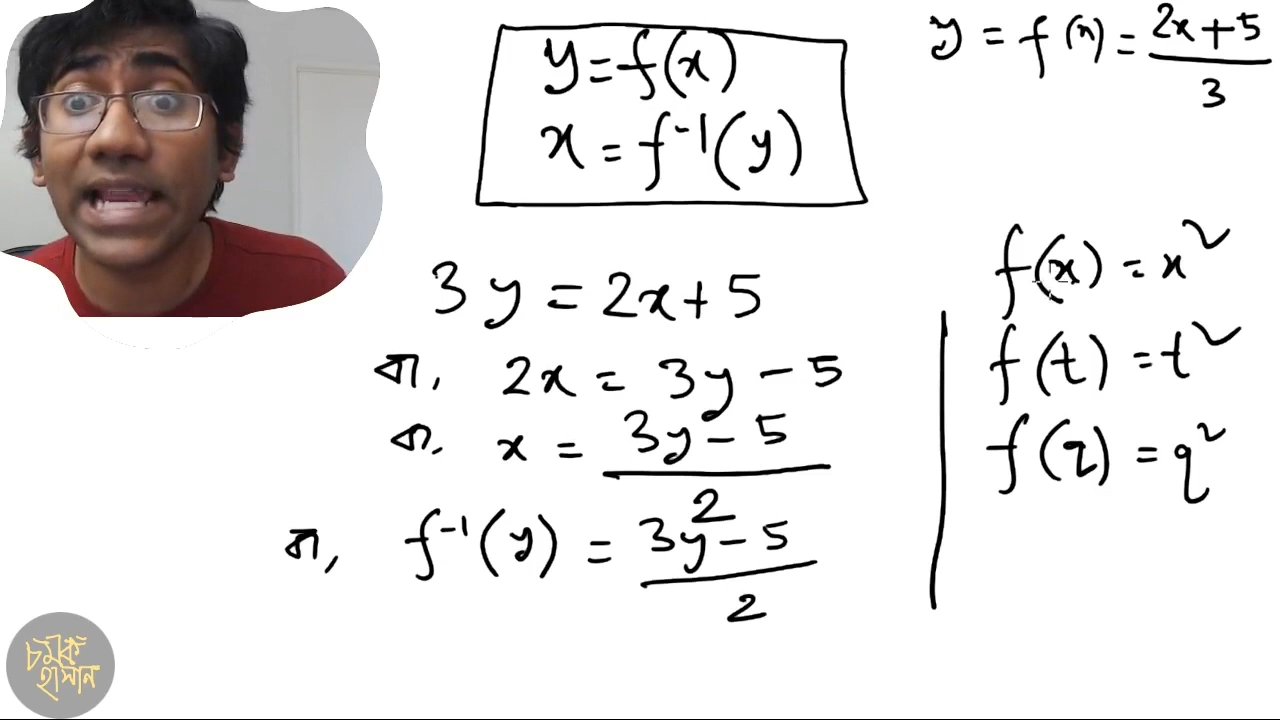 y = f(x)
x = f⁻¹(y)
y = f(x) = (2x+5)/3
3y = 2x + 5
বা, 2x = 3y - 5
বা, x = (3y - 5)/2
বা, f⁻¹(y) = (3y - 5)/2
f(x) = x²
f(t) = t²
f(q) = q²
চমক
হাসান